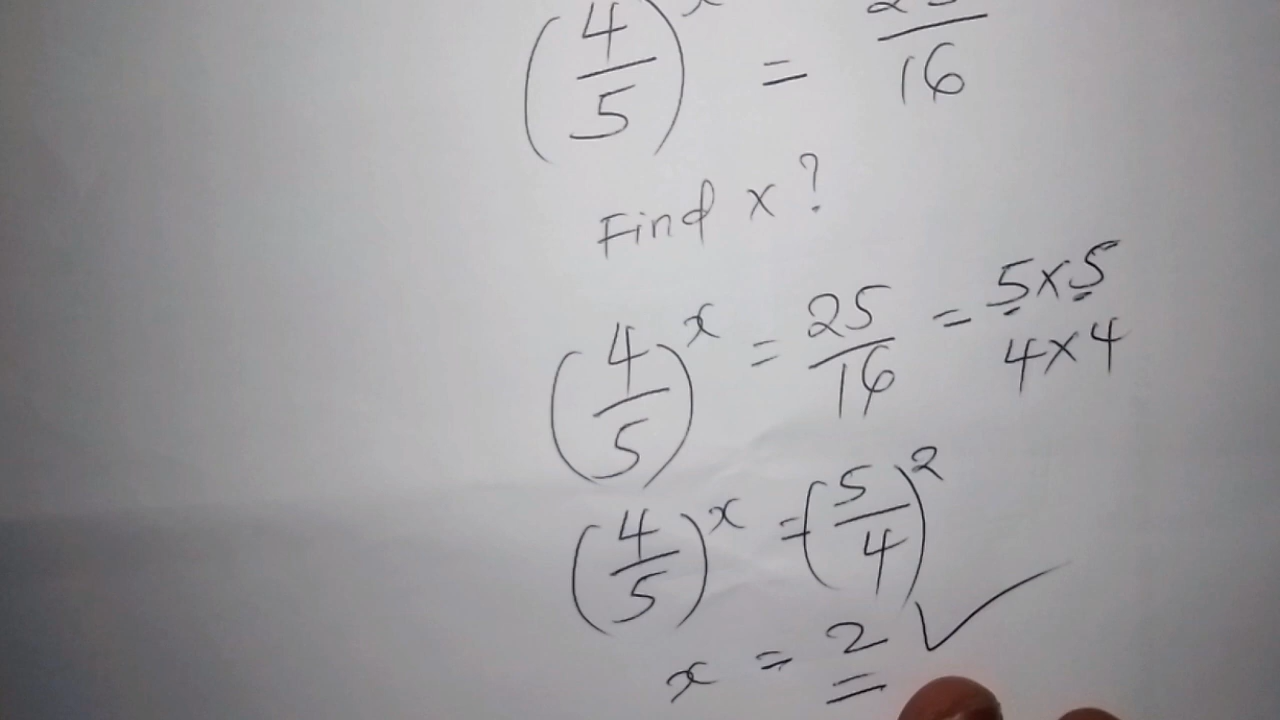 (4/5)^x = 25/16
Find x?
(4/5)^x = 25/16 = 5x5/4x4
(4/5)^x = (5/4)^2
x = 2 ✓